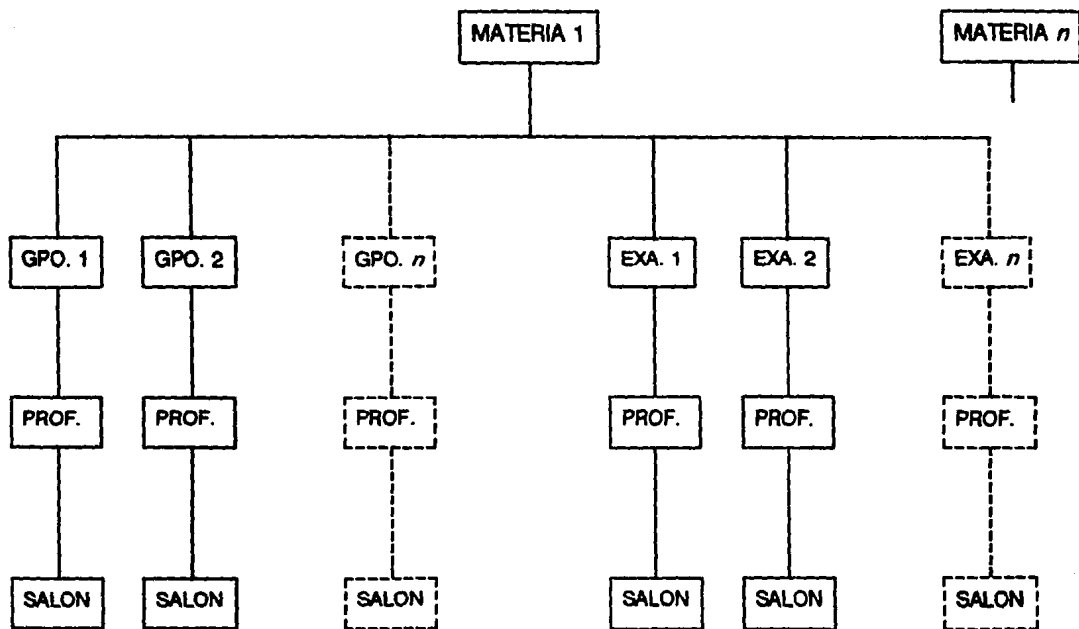 MATERIA 1
MATERIA n
GPO. 1
GPO. 2
GPO. n
EXA. 1
EXA. 2
EXA. n
PROF.
PROF.
PROF.
PROF.
PROF.
PROF.
SALON
SALON
SALON
SALON
SALON
SALON